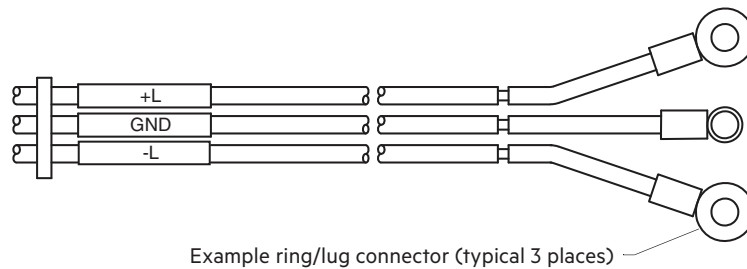 +L
GND
-L
Example ring/lug connector (typical 3 places)